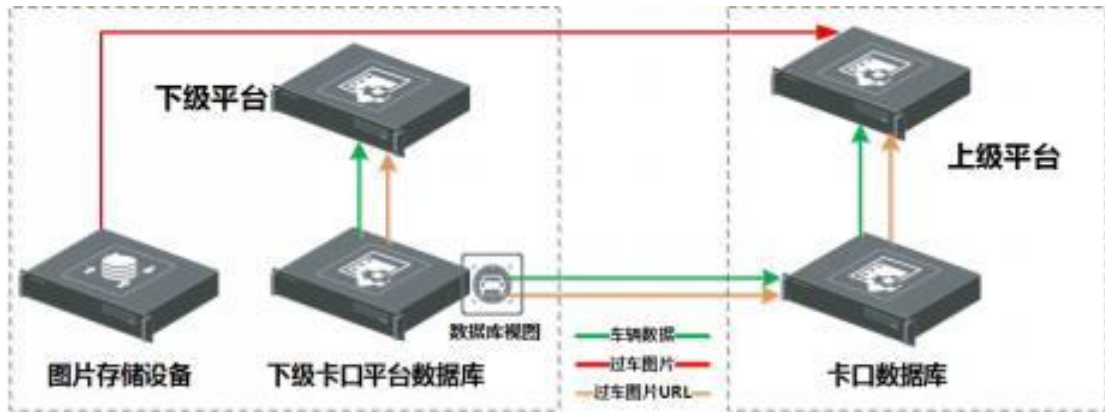 下级平台
上级平台
数据库视图
车辆数据
过车图片
过车图片URL
图片存储设备
下级卡口平台数据库
卡口数据库